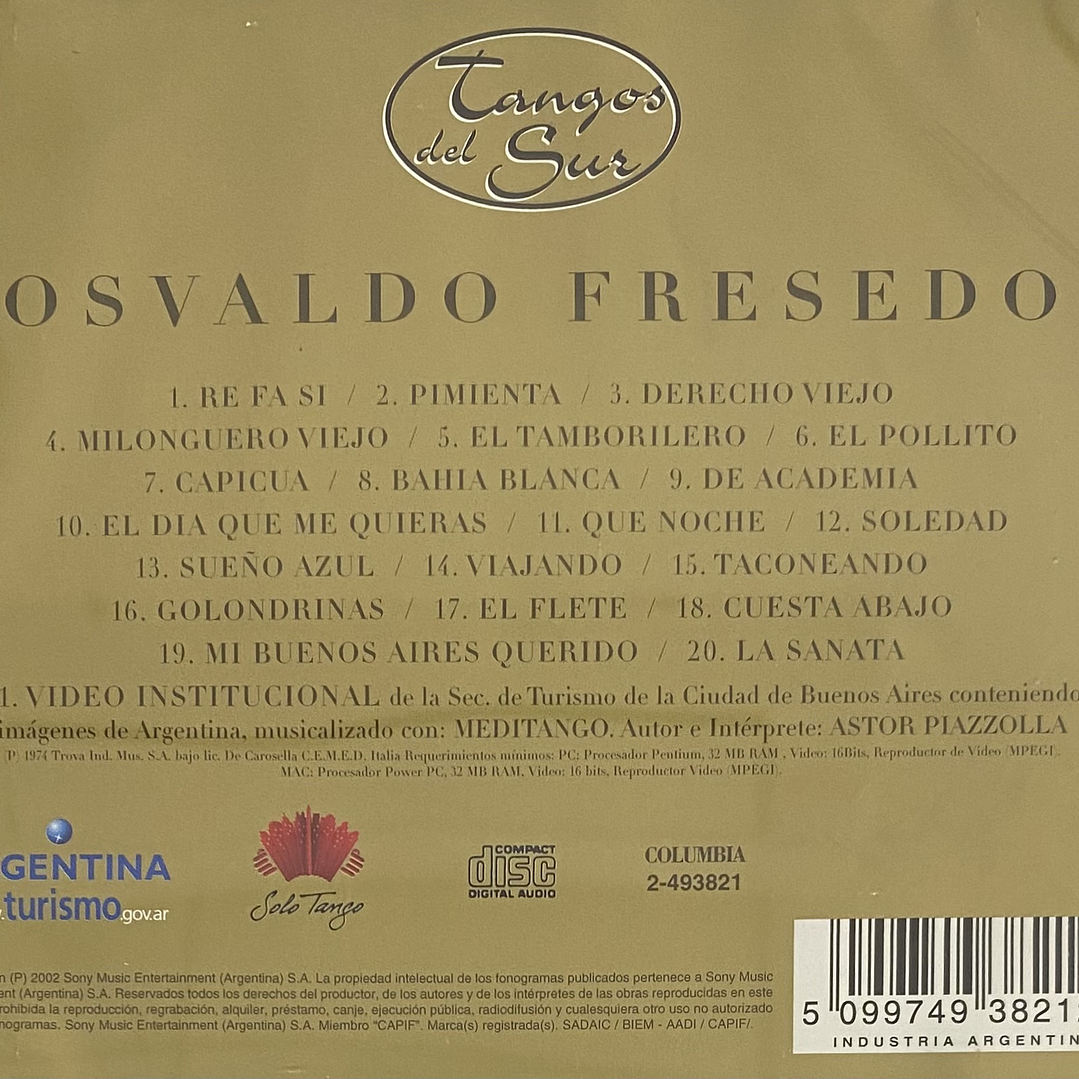 Tangos
del Sur
OSVALDO FRESEDO
1. RE FA SI / 2. PIMIENTA / 3. DERECHO VIEJO
4. MILONGUERO VIEJO / 5. EL TAMBORILERO / 6. EL POLLITO
7. CAPICUA / 8. BAHIA BLANCA / 9. DE ACADEMIA
10. EL DIA QUE ME QUIERAS / 11. QUE NOCHE / 12. SOLEDAD
13. SUEÑO AZUL / 14. VIAJANDO / 15. TACONEANDO
16. GOLONDRINAS / 17. EL FLETE / 18. CUESTA ABAJO
19. MI BUENOS AIRES QUERIDO / 20. LA SANATA
1. VIDEO INSTITUCIONAL de la Sec. de Turismo de la Ciudad de Buenos Aires conteniendo
imágenes de Argentina, musicalizado con: MEDITANGO. Autor e Intérprete: ASTOR PIAZZOLLA
(P) 1974 Trova Ind. Mus. S.A. bajo lic. De Carosella C.E.M.E.D. Italia Requerimientos mínimos: PC: Procesador Pentium, 32 MB RAM , Video: 16Bits, Reproductor de Video (MPEG1).
MAC: Procesador Power PC, 32 MB RAM, Video: 16 bits, Reproductor Video (MPEG1).
GENTINA
.turismo.gov.ar
Solo Tango
COMPACT
disc
DIGITAL AUDIO
COLUMBIA
2-493821
n (P) 2002 Sony Music Entertainment (Argentina) S.A. La propiedad intelectual de los fonogramas publicados pertenece a Sony Music
ent (Argentina) S.A. Reservados todos los derechos del productor, de los autores y de los intérpretes de las obras reproducidas en este
rohibida la reproducción, regrabación, alquiler, préstamo, canje, ejecución pública, radiodifusión y cualesquiera otro uso no autorizado
nogramas. Sony Music Entertainment (Argentina) S.A. Miembro "CAPIF". Marca(s) registrada(s). SADAIC / BIEM - AADI / CAPIF/.
5 099749 38212
INDUSTRIA ARGENTIN